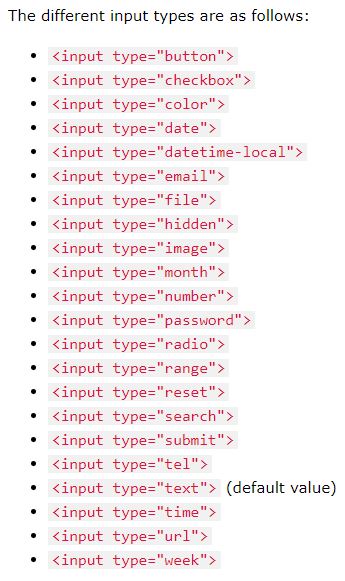 The different input types are as follows:
• <input type="button">
• <input type="checkbox">
• <input type="color">
• <input type="date">
• <input type="datetime-local">
• <input type="email">
• <input type="file">
• <input type="hidden">
• <input type="image">
• <input type="month">
• <input type="number">
• <input type="password">
• <input type="radio">
• <input type="range">
• <input type="reset">
• <input type="search">
• <input type="submit">
• <input type="tel">
• <input type="text"> (default value)
• <input type="time">
• <input type="url">
• <input type="week">